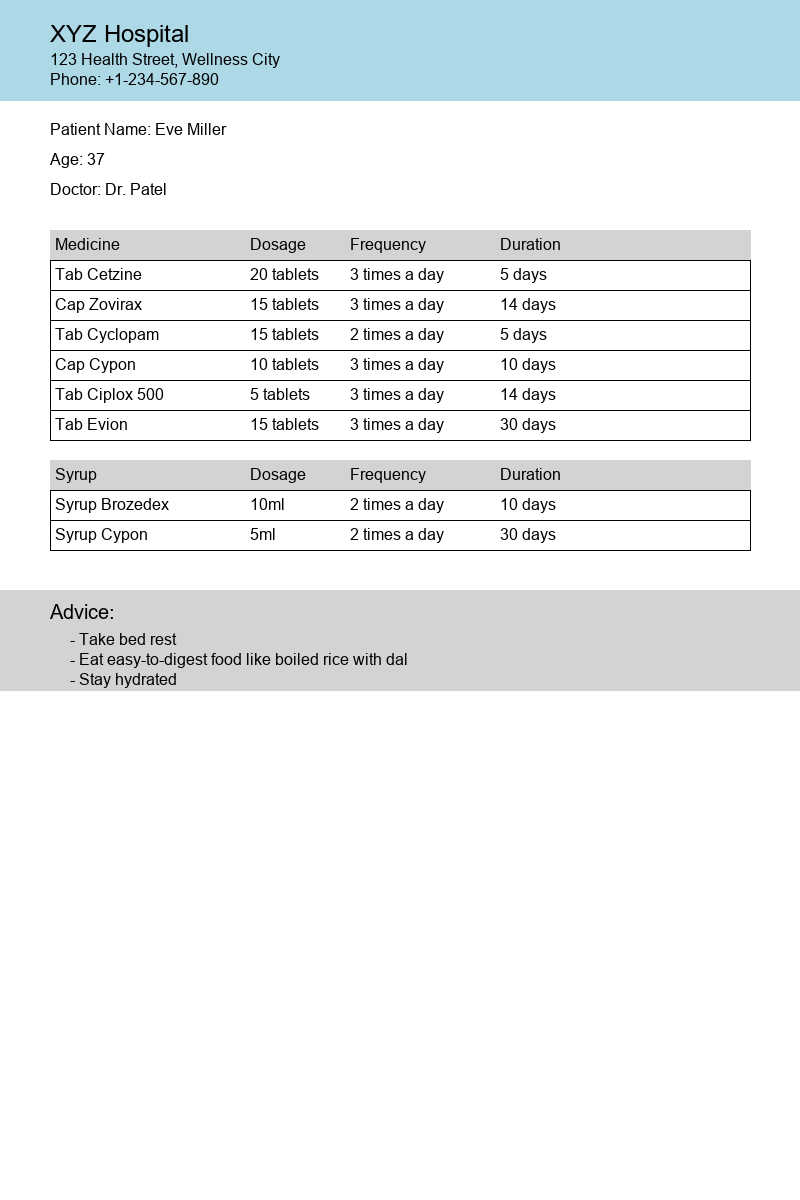 XYZ Hospital
123 Health Street, Wellness City
Phone: +1-234-567-890
Patient Name: Eve Miller
Age: 37
Doctor: Dr. Patel
Medicine Dosage Frequency Duration
Tab Cetzine 20 tablets 3 times a day 5 days
Cap Zovirax 15 tablets 3 times a day 14 days
Tab Cyclopam 15 tablets 2 times a day 5 days
Cap Cypon 10 tablets 3 times a day 10 days
Tab Ciplox 500 5 tablets 3 times a day 14 days
Tab Evion 15 tablets 3 times a day 30 days
Syrup Dosage Frequency Duration
Syrup Brozedex 10ml 2 times a day 10 days
Syrup Cypon 5ml 2 times a day 30 days
Advice:
- Take bed rest
- Eat easy-to-digest food like boiled rice with dal
- Stay hydrated